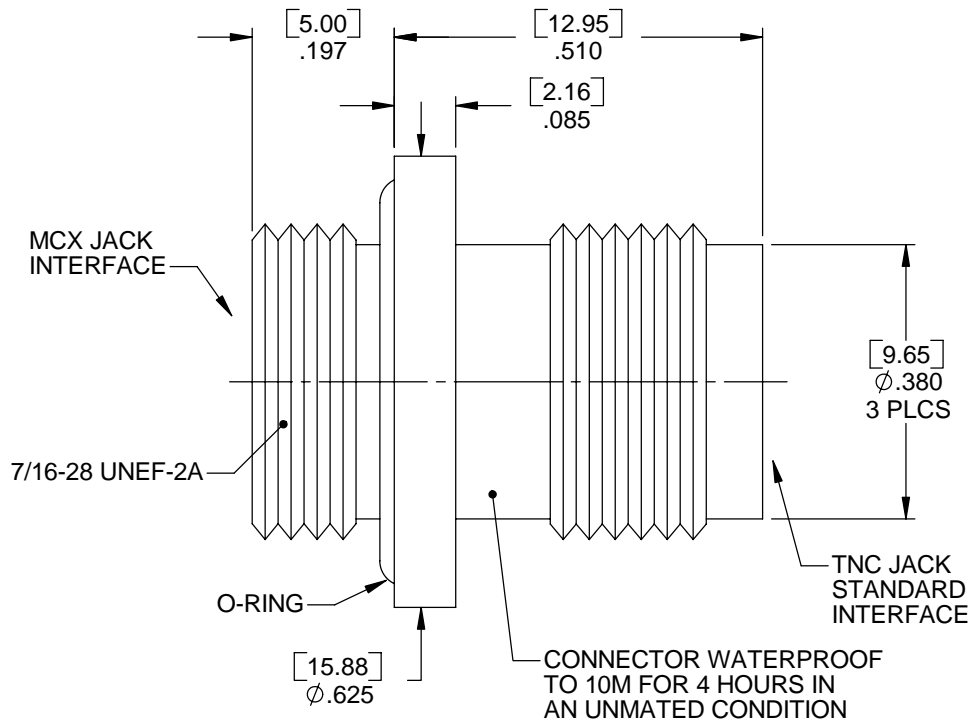 [5.00]
.197
[12.95]
.510
[2.16]
.085
MCX JACK
INTERFACE
[9.65]
∅.380
3 PLCS
7/16-28 UNEF-2A
O-RING
TNC JACK
STANDARD
INTERFACE
[15.88]
∅.625
CONNECTOR WATERPROOF
TO 10M FOR 4 HOURS IN
AN UNMATED CONDITION